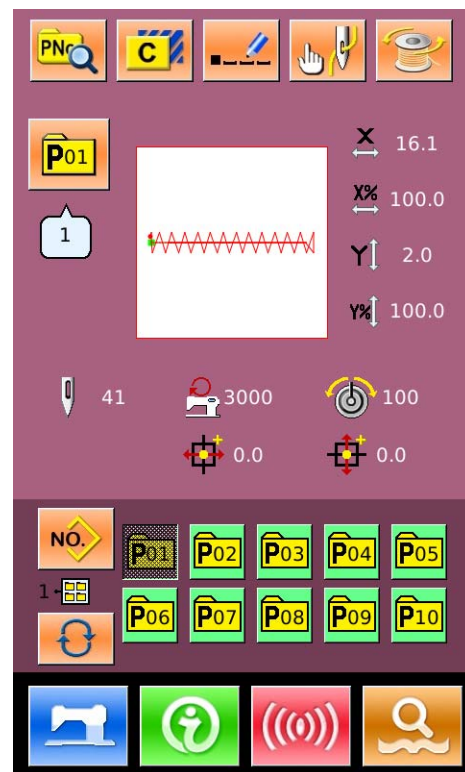 PNo. C
P01
1
X 16.1
X% 100.0
Y 2.0
Y% 100.0
41 3000 100
0.0 0.0
NO. P01 P02 P03 P04 P05
1
P06 P07 P08 P09 P10